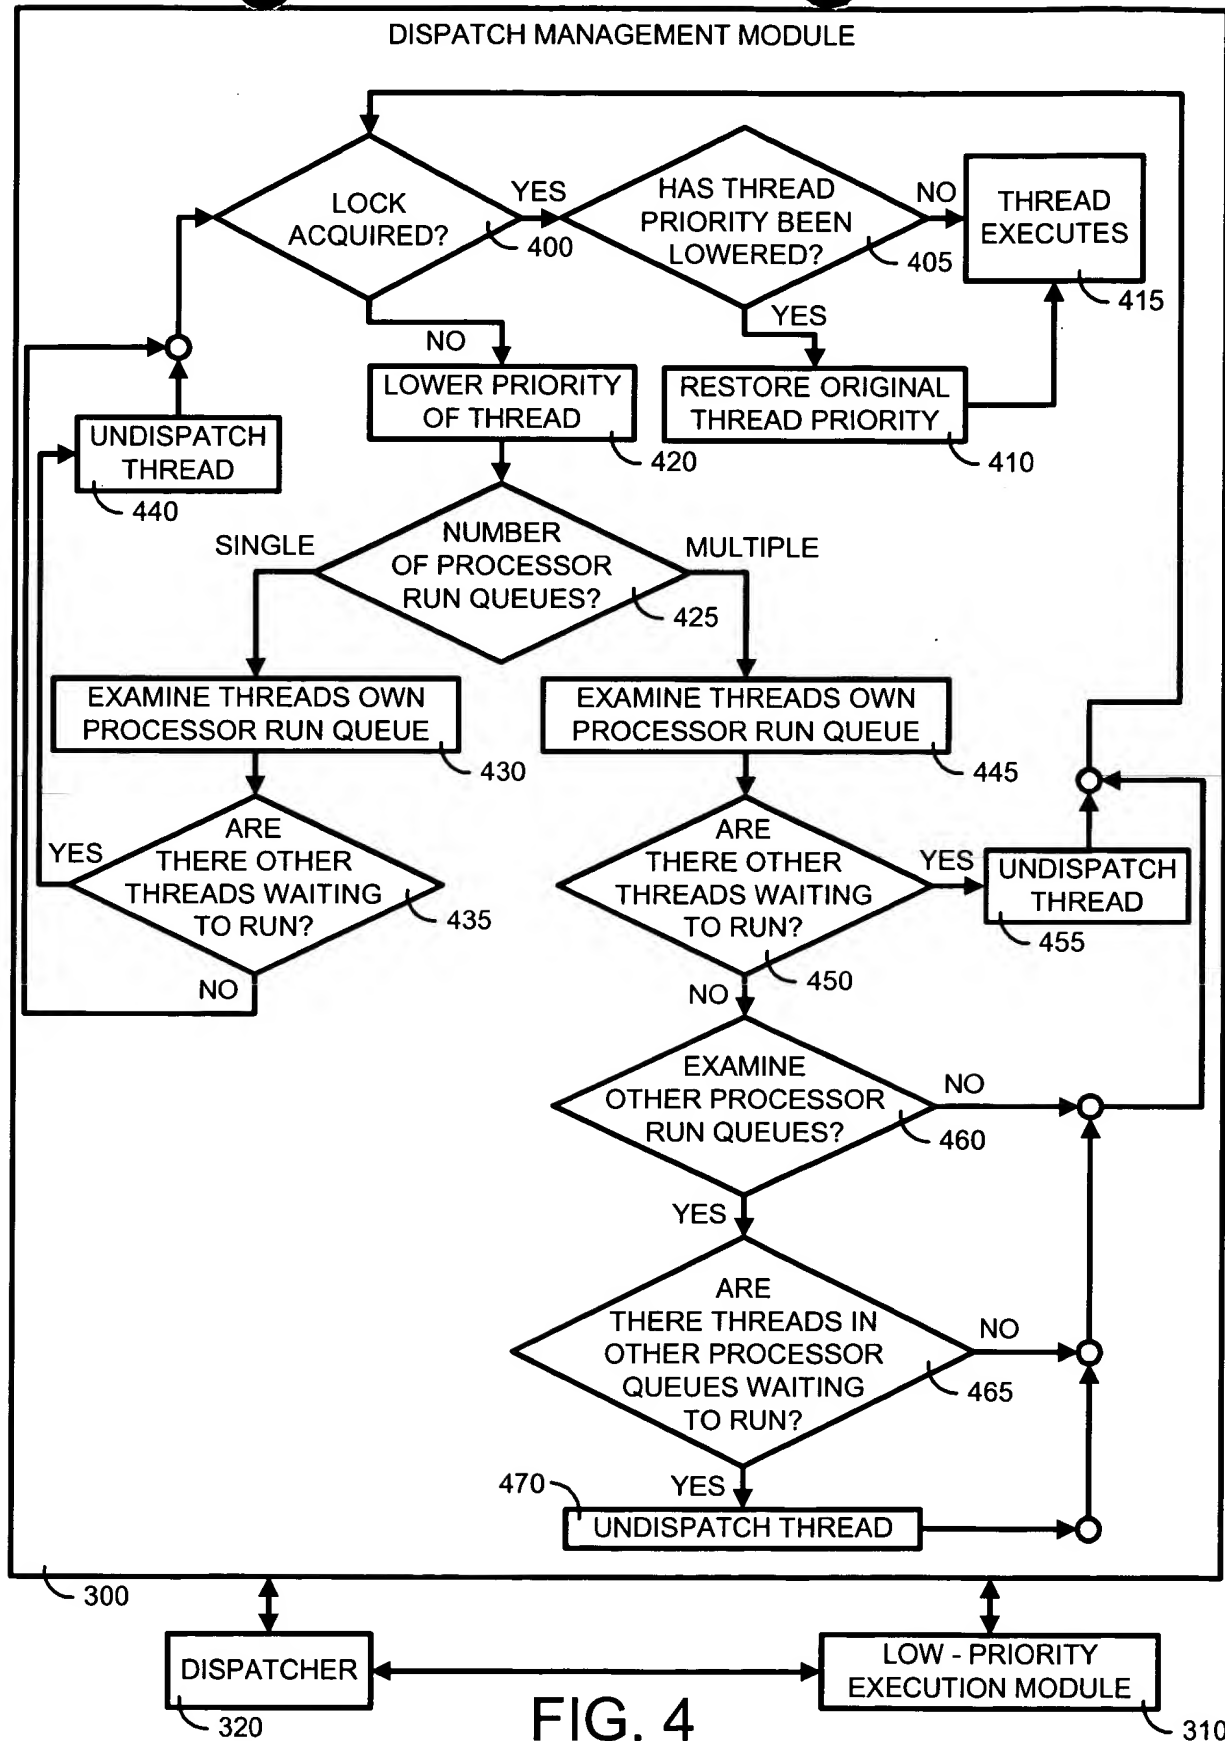 DISPATCH MANAGEMENT MODULE
LOCK
ACQUIRED?
400
YES
HAS THREAD
PRIORITY BEEN
LOWERED?
405
NO
THREAD
EXECUTES
415
NO
YES
LOWER PRIORITY
OF THREAD
420
RESTORE ORIGINAL
THREAD PRIORITY
410
UNDISPATCH
THREAD
440
SINGLE
NUMBER
OF PROCESSOR
RUN QUEUES?
425
MULTIPLE
EXAMINE THREADS OWN
PROCESSOR RUN QUEUE
430
EXAMINE THREADS OWN
PROCESSOR RUN QUEUE
445
YES
ARE
THERE OTHER
THREADS WAITING
TO RUN?
435
NO
ARE
THERE OTHER
THREADS WAITING
TO RUN?
450
YES
UNDISPATCH
THREAD
455
NO
EXAMINE
OTHER PROCESSOR
RUN QUEUES?
460
NO
YES
ARE
THERE THREADS IN
OTHER PROCESSOR
QUEUES WAITING
TO RUN?
465
NO
YES
470
UNDISPATCH THREAD
300
DISPATCHER
320
LOW - PRIORITY
EXECUTION MODULE
310
FIG. 4